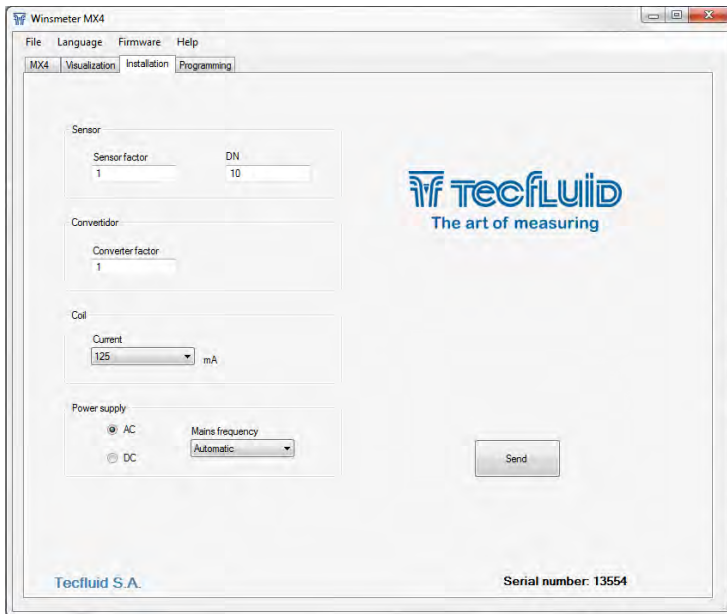 Winsmeter MX4
File Language Firmware Help
MX4 Visualization Installation Programming
Sensor
Sensor factor DN
1 10
TECFLUID
The art of measuring
Convertidor
Converter factor
1
Coil
Current
125 mA
Power supply
AC Mains frequency
Automatic
DC
Send
Tecfluid S.A. Serial number: 13554